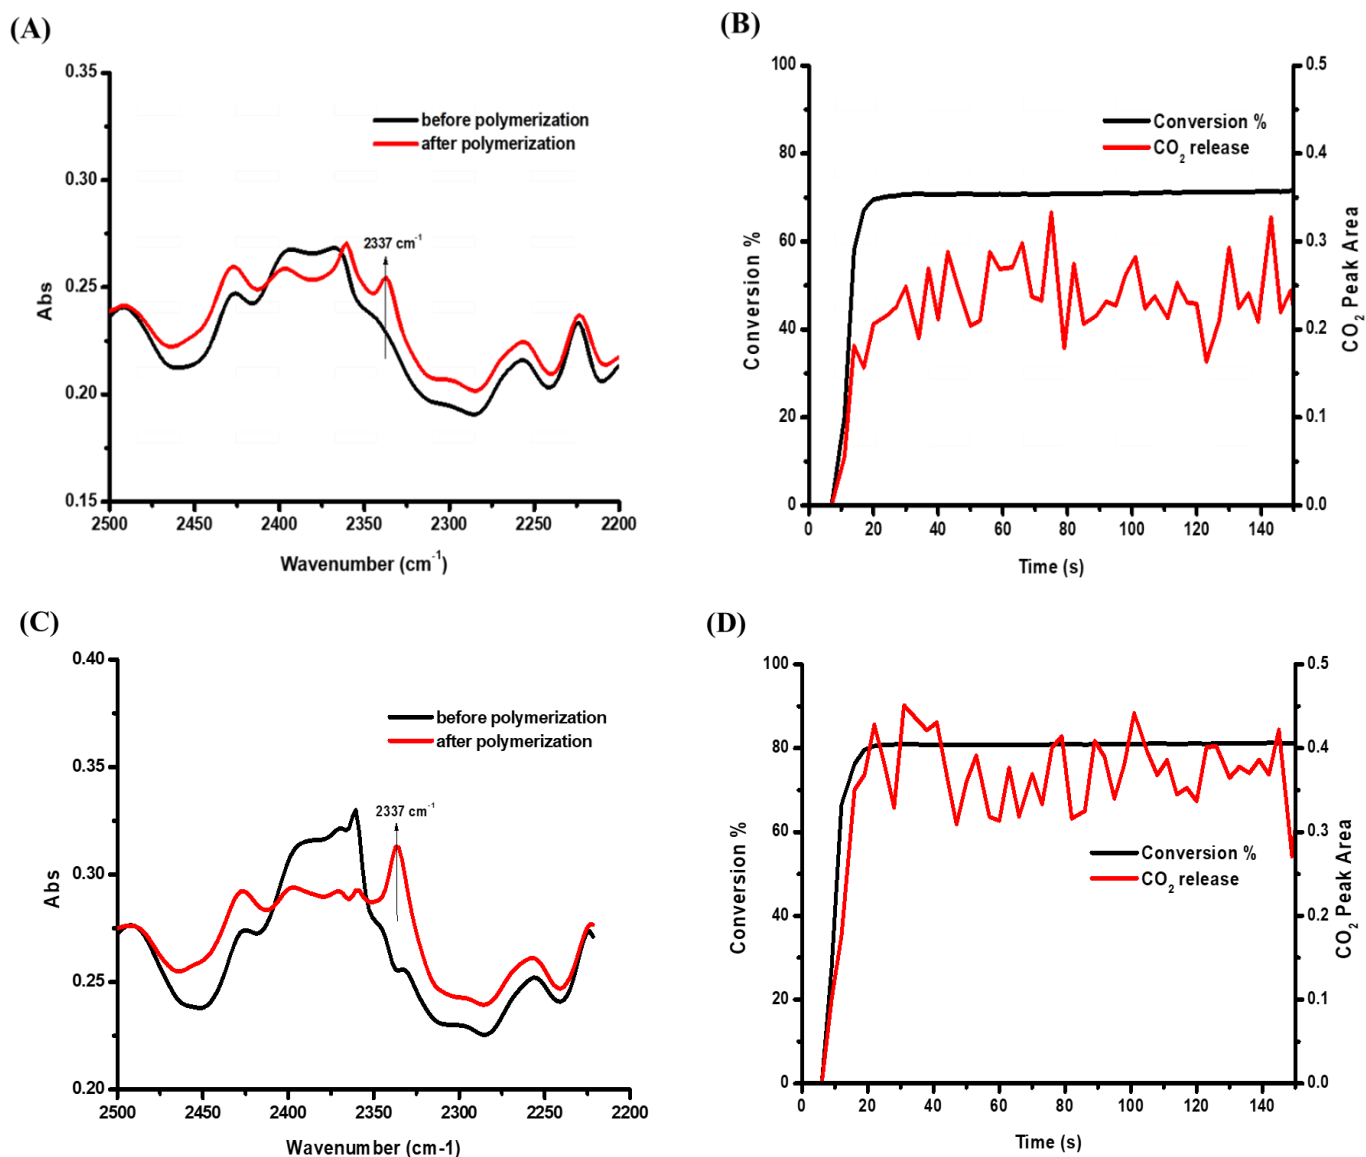 (A)
0.35
0.30
0.25
0.20
0.15
Abs
before polymerization
after polymerization
2337 cm⁻¹
2500 2450 2400 2350 2300 2250 2200
Wavenumber (cm⁻¹)
(B)
100
80
60
40
20
0
Conversion %
Conversion %
CO₂ release
0.5
0.4
0.3
0.2
0.1
0.0
CO₂ Peak Area
0 20 40 60 80 100 120 140
Time (s)
(C)
0.40
0.35
0.30
0.25
0.20
Abs
before polymerization
after polymerization
2337 cm⁻¹
2500 2450 2400 2350 2300 2250 2200
Wavenumber (cm-1)
(D)
100
80
60
40
20
0
Conversion %
Conversion %
CO₂ release
0.5
0.4
0.3
0.2
0.1
0.0
CO₂ Peak Area
0 20 40 60 80 100 120 140
Time (s)